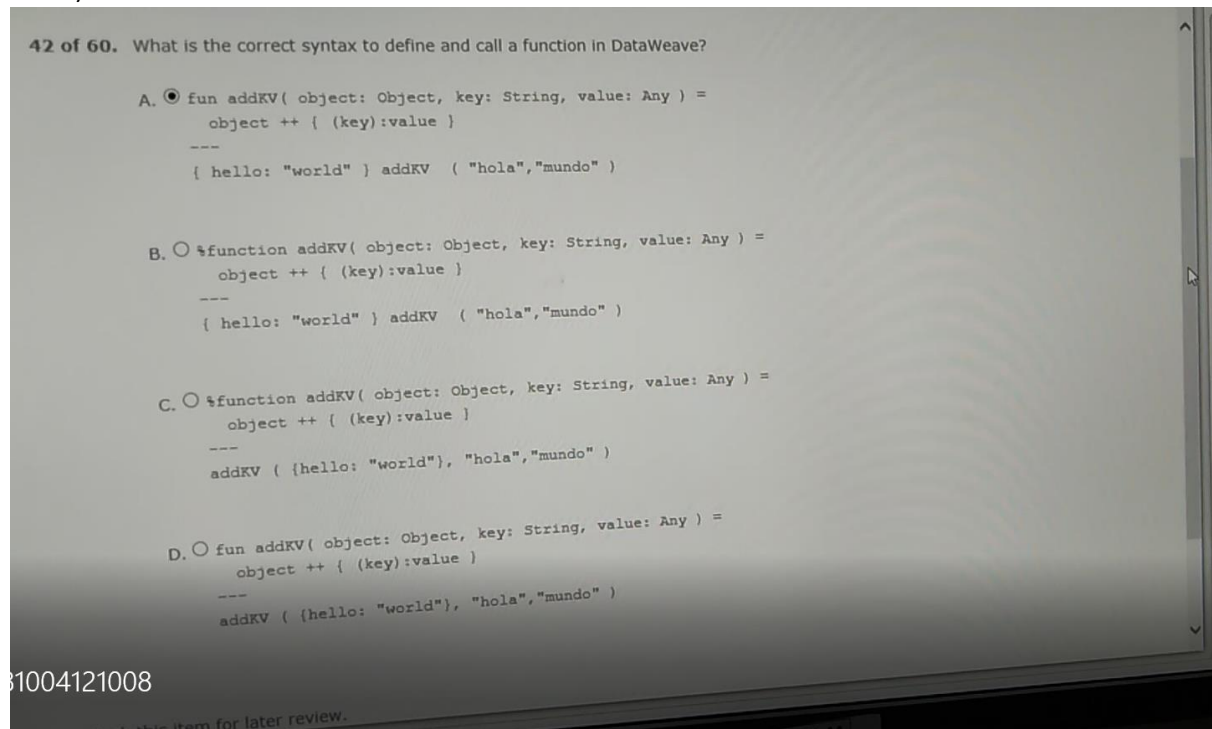 42 of 60. What is the correct syntax to define and call a function in DataWeave?
A. fun addKV( object: Object, key: String, value: Any ) =
object ++ { (key):value }
---
{ hello: "world" } addKV ( "hola","mundo" )
B. %function addKV( object: Object, key: String, value: Any ) =
object ++ { (key):value }
---
{ hello: "world" } addKV ( "hola","mundo" )
C. %function addKV( object: Object, key: String, value: Any ) =
object ++ { (key):value }
---
addKV ( {hello: "world"}, "hola","mundo" )
D. fun addKV( object: Object, key: String, value: Any ) =
object ++ { (key):value }
---
addKV ( {hello: "world"}, "hola","mundo" )
31004121008
this item for later review.